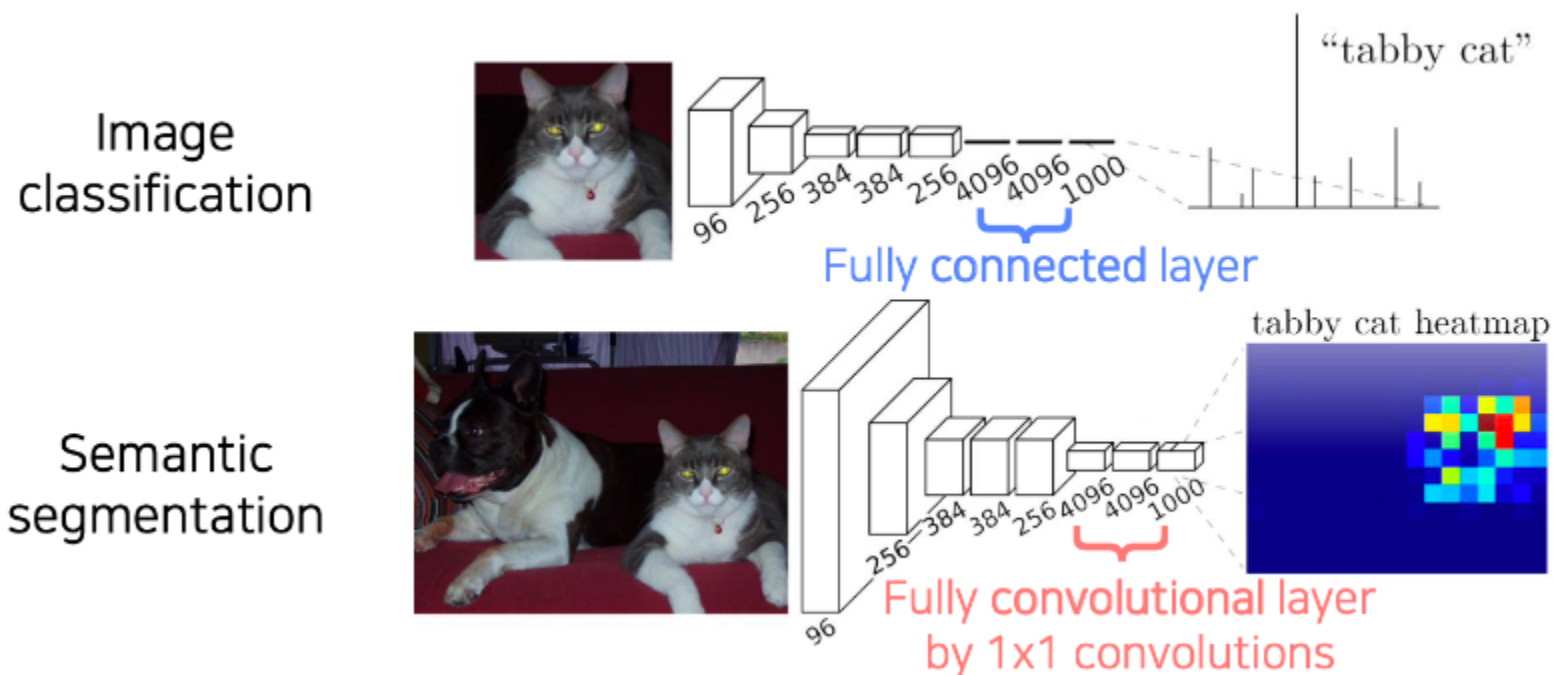 Image
classification
96 256 384 384 256 4096 4096 1000
“tabby cat”
Fully connected layer
Semantic
segmentation
96 256 384 384 256 4096 4096 1000
tabby cat heatmap
Fully convolutional layer
by 1x1 convolutions